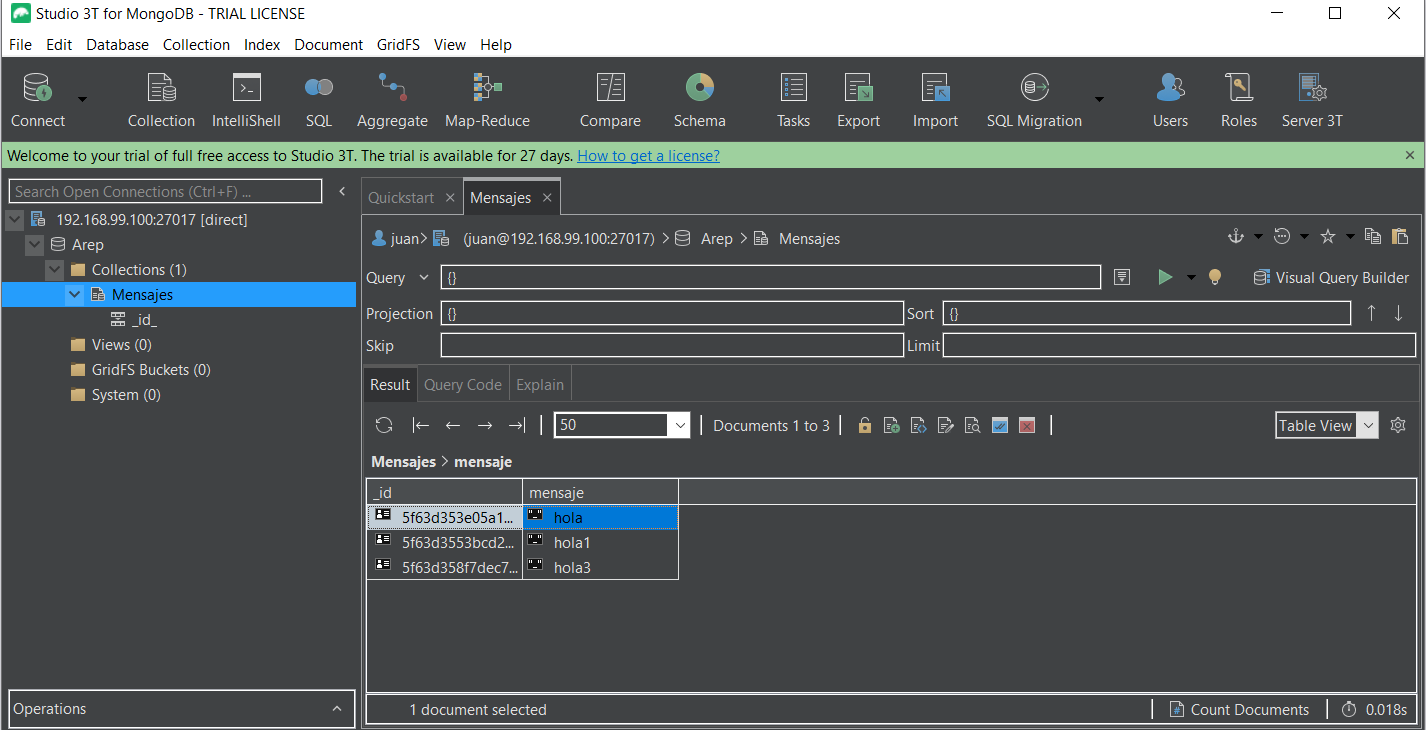 Studio 3T for MongoDB - TRIAL LICENSE
File Edit Database Collection Index Document GridFS View Help
Connect Collection IntelliShell SQL Aggregate Map-Reduce Compare Schema Tasks Export Import SQL Migration Users Roles Server 3T
Welcome to your trial of full free access to Studio 3T. The trial is available for 27 days. How to get a license?
Search Open Connections (Ctrl+F) ...
192.168.99.100:27017 [direct]
Arep
Collections (1)
Mensajes
_id_
Views (0)
GridFS Buckets (0)
System (0)
Operations
Quickstart Mensajes
juan> (juan@192.168.99.100:27017) > Arep > Mensajes
Query {} Visual Query Builder
Projection {} Sort {}
Skip Limit
Result Query Code Explain
50 Documents 1 to 3 Table View
Mensajes > mensaje
_id mensaje
5f63d353e05a1... hola
5f63d3553bcd2... hola1
5f63d358f7dec7... hola3
1 document selected Count Documents 0.018s